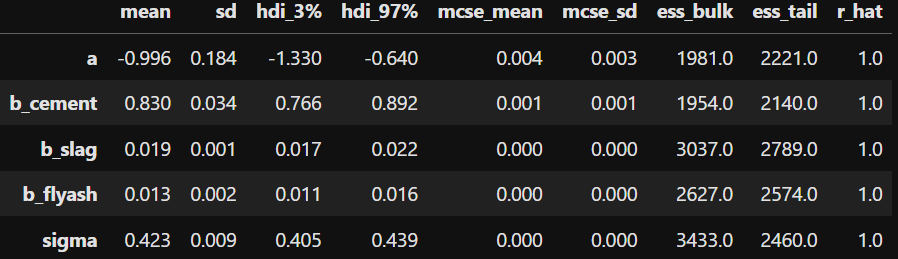 mean sd hdi_3% hdi_97% mcse_mean mcse_sd ess_bulk ess_tail r_hat
a -0.996 0.184 -1.330 -0.640 0.004 0.003 1981.0 2221.0 1.0
b_cement 0.830 0.034 0.766 0.892 0.001 0.001 1954.0 2140.0 1.0
b_slag 0.019 0.001 0.017 0.022 0.000 0.000 3037.0 2789.0 1.0
b_flyash 0.013 0.002 0.011 0.016 0.000 0.000 2627.0 2574.0 1.0
sigma 0.423 0.009 0.405 0.439 0.000 0.000 3433.0 2460.0 1.0